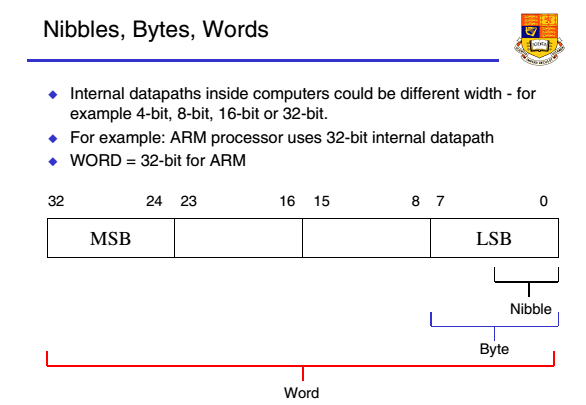 Nibbles, Bytes, Words
Internal datapaths inside computers could be different width - for
example 4-bit, 8-bit, 16-bit or 32-bit.
For example: ARM processor uses 32-bit internal datapath
WORD = 32-bit for ARM
32 24 23 16 15 8 7 0
MSB LSB
Nibble
Byte
Word